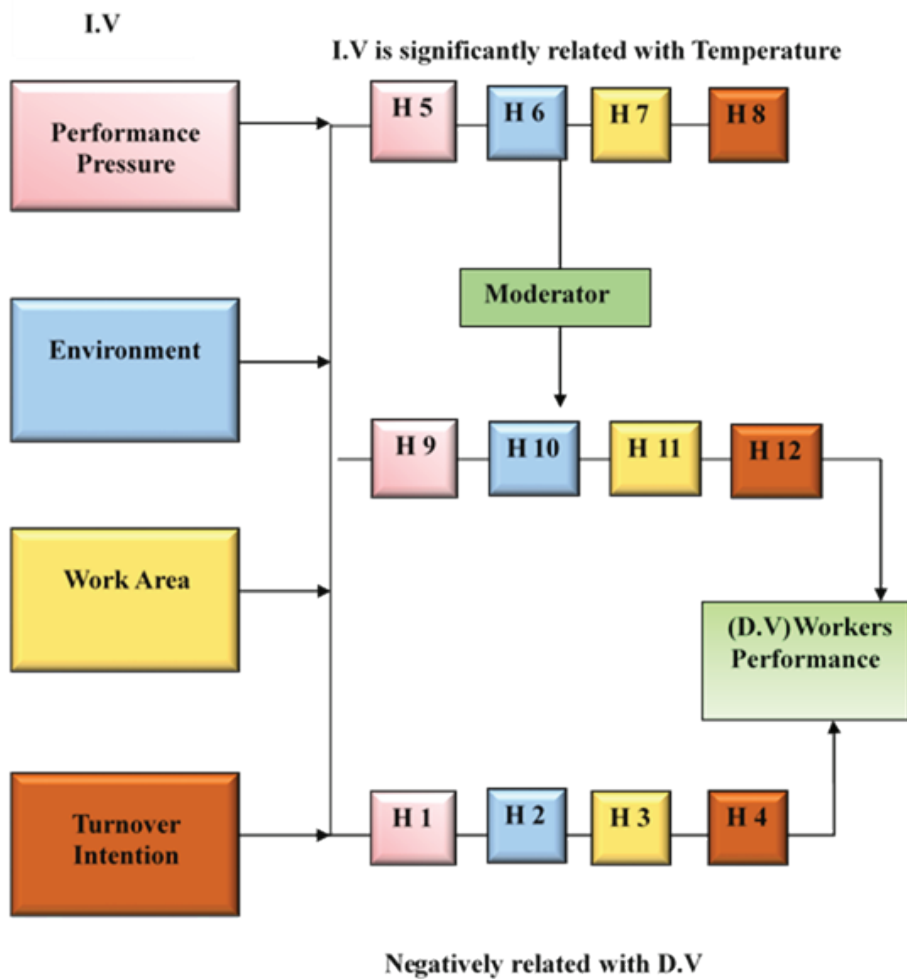 I.V
I.V is significantly related with Temperature
Performance
Pressure
H 5
H 6
H 7
H 8
Moderator
Environment
H 9
H 10
H 11
H 12
Work Area
(D.V)Workers
Performance
Turnover
Intention
H 1
H 2
H 3
H 4
Negatively related with D.V